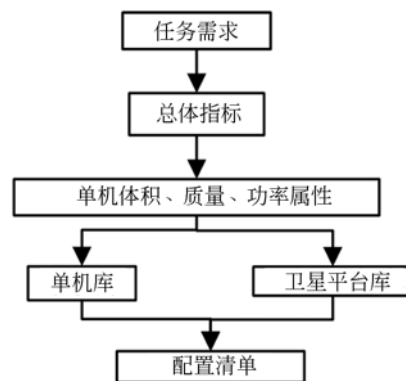 任务需求
总体指标
单机体积、质量、功率属性
单机库
卫星平台库
配置清单